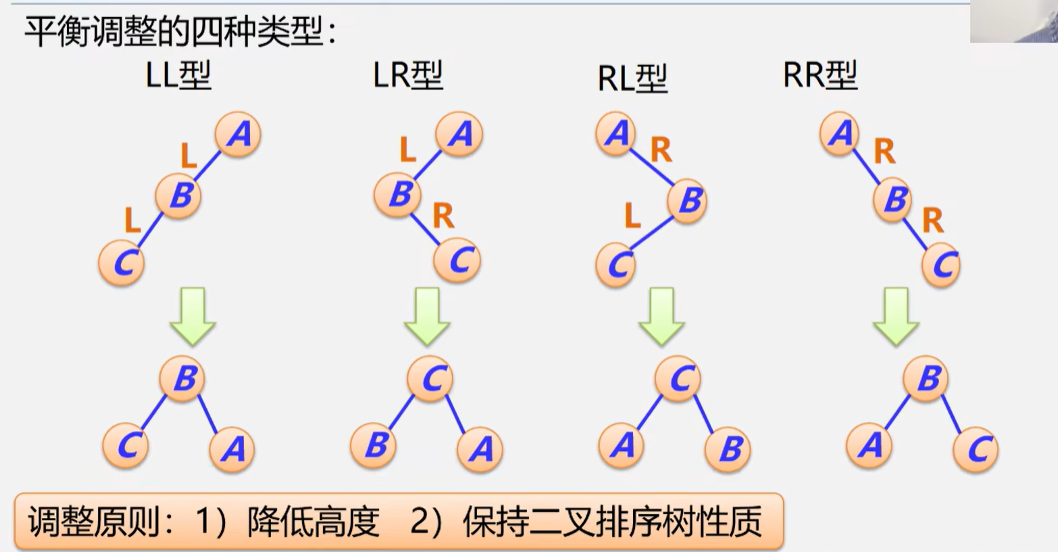 平衡调整的四种类型：
LL型 LR型 RL型 RR型
A A A A
L L R R
B B B B
L R L R
C C C C
B C C B
C A B A A B A C
调整原则：1）降低高度 2）保持二叉排序树性质